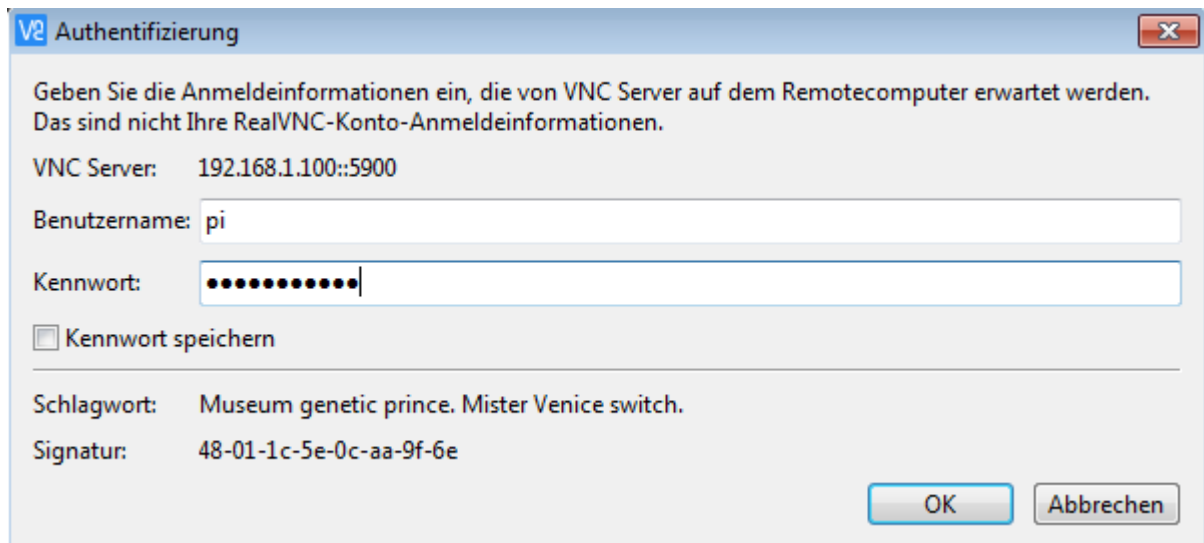 V2 Authentifizierung
Geben Sie die Anmeldeinformationen ein, die von VNC Server auf dem Remotecomputer erwartet werden.
Das sind nicht Ihre RealVNC-Konto-Anmeldeinformationen.
VNC Server: 192.168.1.100::5900
Benutzername: pi
Kennwort: •••••••••••
Kennwort speichern
Schlagwort: Museum genetic prince. Mister Venice switch.
Signatur: 48-01-1c-5e-0c-aa-9f-6e
OK Abbrechen